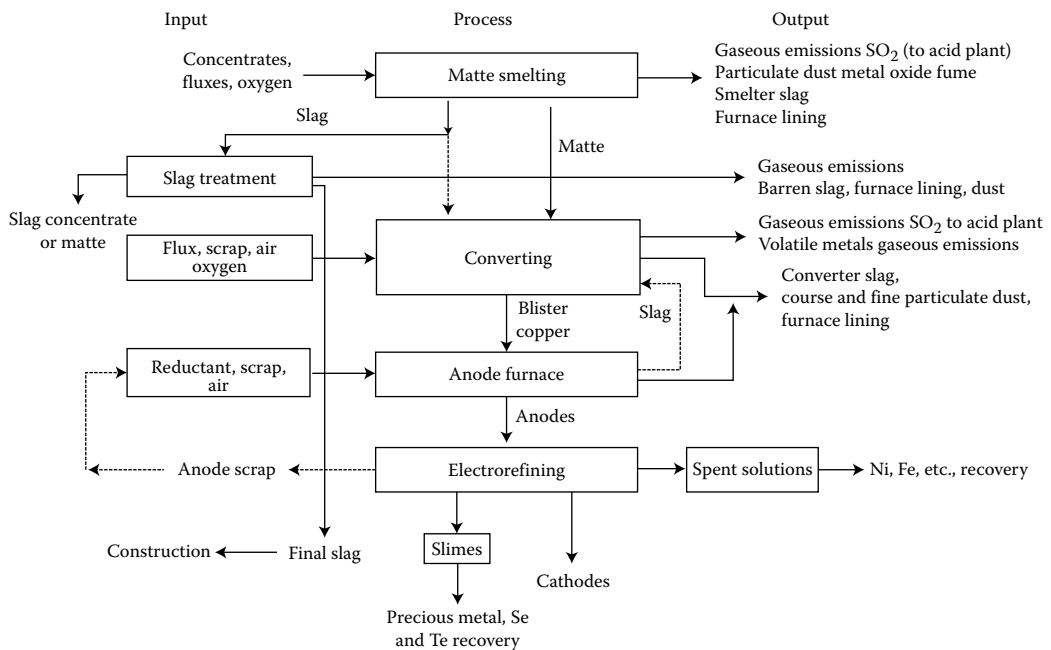 Input
Process
Output
Concentrates,
fluxes, oxygen
Matte smelting
Gaseous emissions SO2 (to acid plant)
Particulate dust metal oxide fume
Smelter slag
Furnace lining
Slag
Matte
Slag treatment
Gaseous emissions
Barren slag, furnace lining, dust
Slag concentrate
or matte
Flux, scrap, air
oxygen
Converting
Gaseous emissions SO2 to acid plant
Volatile metals gaseous emissions
Converter slag,
course and fine particulate dust,
furnace lining
Blister
copper
Slag
Reductant, scrap,
air
Anode furnace
Anodes
Anode scrap
Electrorefining
Spent solutions
Ni, Fe, etc., recovery
Construction
Final slag
Slimes
Cathodes
Precious metal, Se
and Te recovery